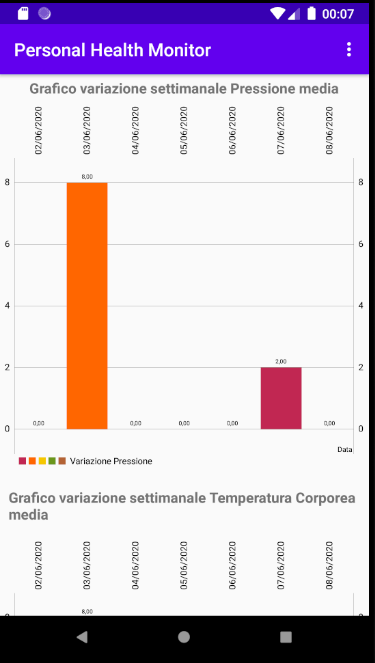 00:07
Personal Health Monitor
Grafico variazione settimanale Pressione media
02/06/2020 03/06/2020 04/06/2020 05/06/2020 06/06/2020 07/06/2020 08/06/2020
8 8,00 8
6 6
4 4
2 2,00 2
0 0,00 0,00 0,00 0,00 0,00 0
Data
Variazione Pressione
Grafico variazione settimanale Temperatura Corporea
media
02/06/2020 03/06/2020 04/06/2020 05/06/2020 06/06/2020 07/06/2020 08/06/2020
8,00